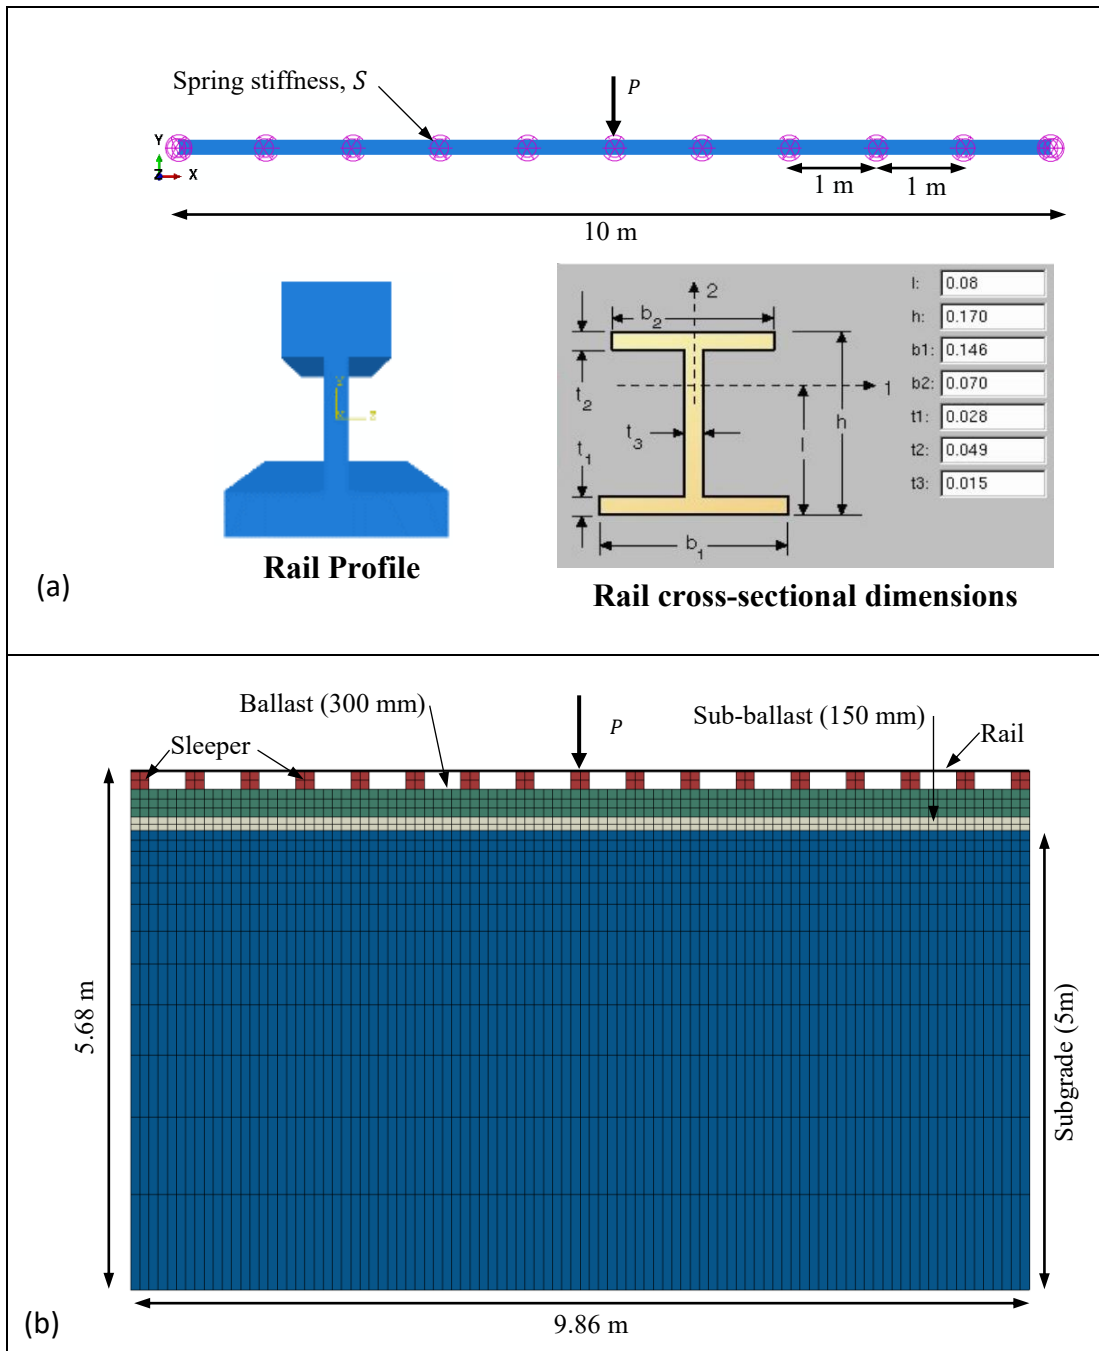 Spring stiffness, S
P
Y
Z
X
1 m
1 m
10 m
Rail Profile
2
b2
t2
1
t3
h
l
t1
b1
l: 0.08
h: 0.170
b1: 0.146
b2: 0.070
t1: 0.028
t2: 0.049
t3: 0.015
Rail cross-sectional dimensions
(a)
Ballast (300 mm)
P
Sub-ballast (150 mm)
Sleeper
Rail
5.68 m
Subgrade (5m)
9.86 m
(b)